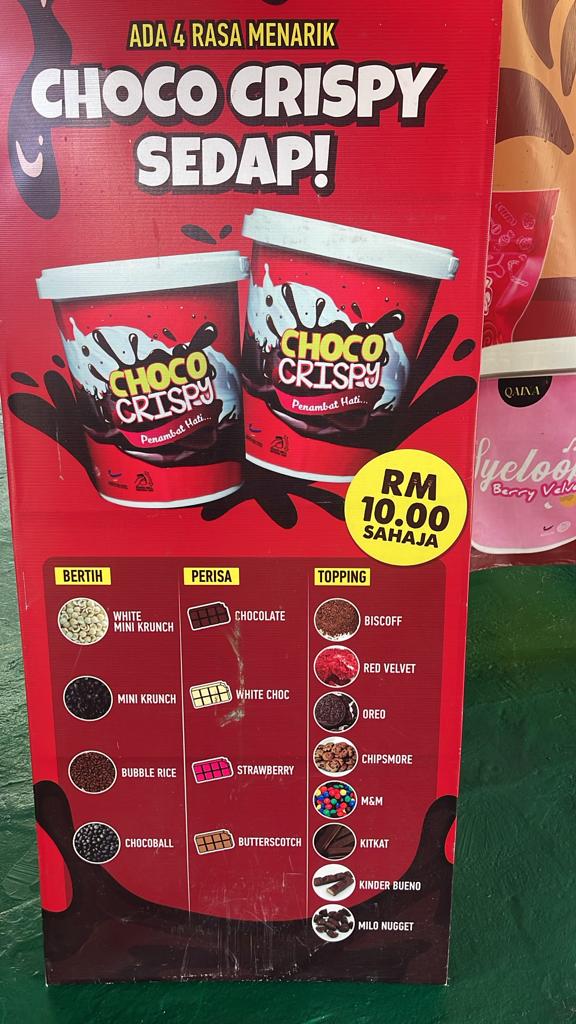 ADA 4 RASA MENARIK
CHOCO CRISPY
SEDAP!
CHOCO
CRISPY
Penambat Hati...
CHOCO
CRISPY
Penambat Hati...
QAIXA
Berry
RM
10.00
SAHAJA
BERTIH
WHITE
MINI KRUNCH
MINI KRUNCH
BUBBLE RICE
CHOCOBALL
PERISA
CHOCOLATE
WHITE CHOC
STRAWBERRY
BUTTERSCOTCH
TOPPING
BISCOFF
RED VELVET
OREO
CHIPSMORE
M&M
KITKAT
KINDER BUENO
MILO NUGGET